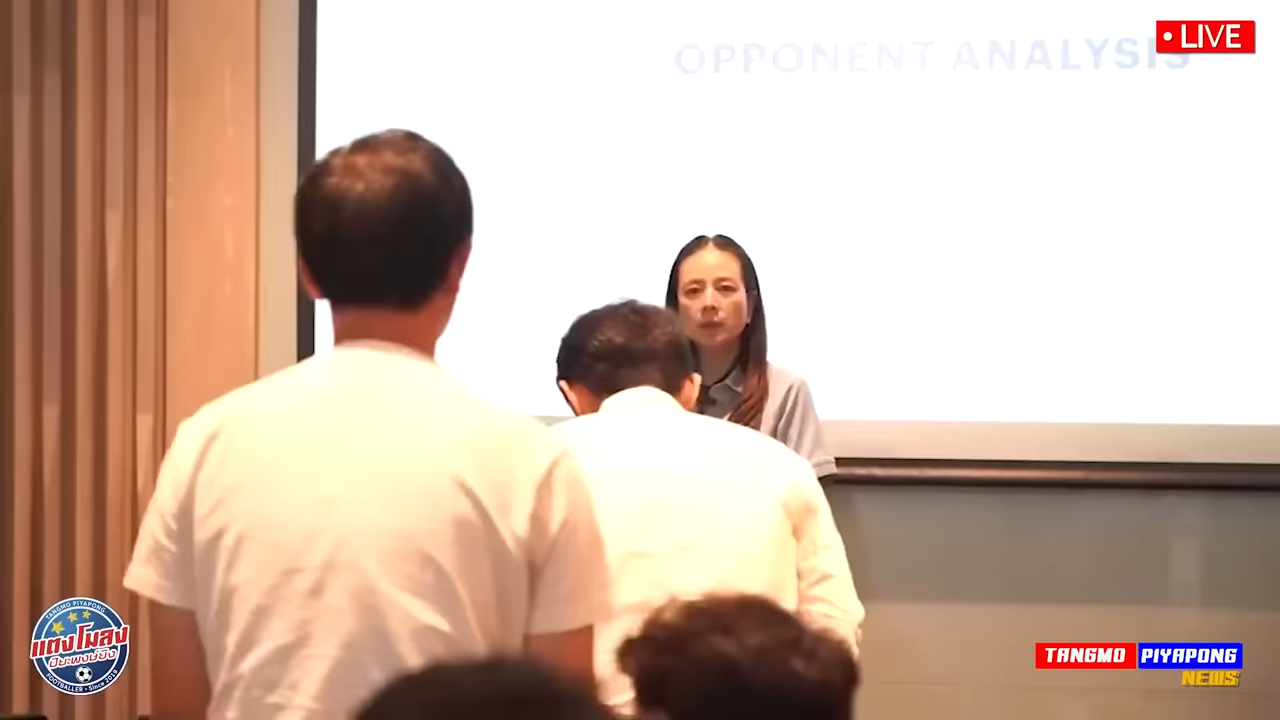 OPPONENT ANALYSIS
• LIVE
TANGMO PIYAPONG
แตงโมลง
ปิยะพงษ์ยิง
FOOTBALLER • Since 2019
TANGMO PIYAPONG
NEWS